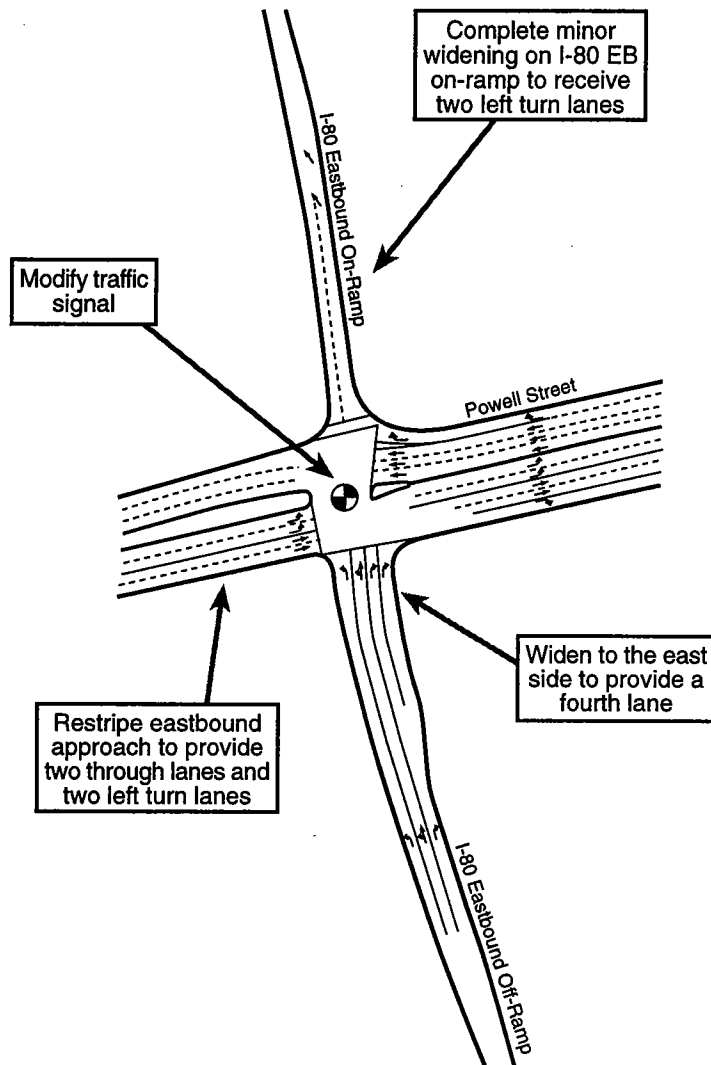 Complete minor
widening on I-80 EB
on-ramp to receive
two left turn lanes
I-80 Eastbound On-Ramp
Modify traffic
signal
Powell Street
Widen to the east
side to provide a
fourth lane
Restripe eastbound
approach to provide
two through lanes and
two left turn lanes
I-80 Eastbound Off-Ramp